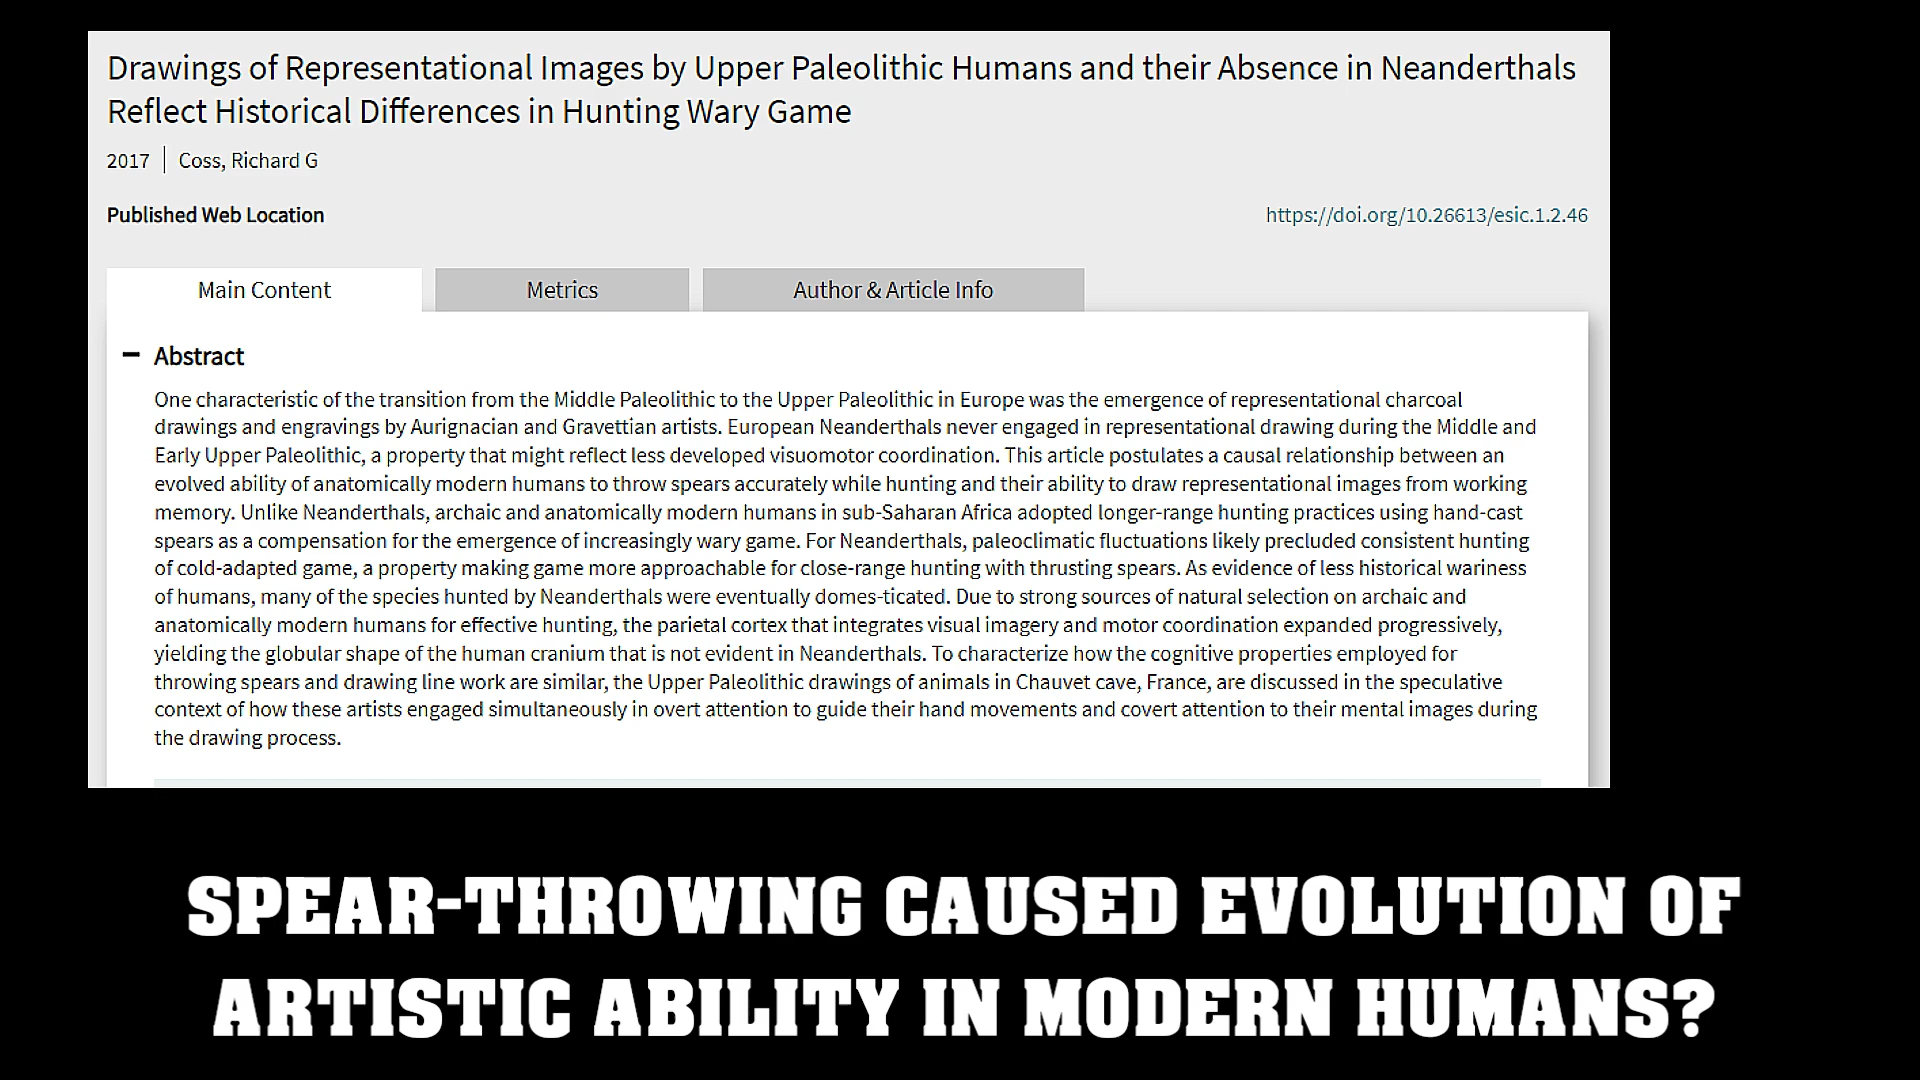 Drawings of Representational Images by Upper Paleolithic Humans and their Absence in Neanderthals
Reflect Historical Differences in Hunting Wary Game
2017 | Coss, Richard G
Published Web Location
https://doi.org/10.26613/esic.1.2.46
Main Content
Metrics
Author & Article Info
Abstract
One characteristic of the transition from the Middle Paleolithic to the Upper Paleolithic in Europe was the emergence of representational charcoal
drawings and engravings by Aurignacian and Gravettian artists. European Neanderthals never engaged in representational drawing during the Middle and
Early Upper Paleolithic, a property that might reflect less developed visuomotor coordination. This article postulates a causal relationship between an
evolved ability of anatomically modern humans to throw spears accurately while hunting and their ability to draw representational images from working
memory. Unlike Neanderthals, archaic and anatomically modern humans in sub-Saharan Africa adopted longer-range hunting practices using hand-cast
spears as a compensation for the emergence of increasingly wary game. For Neanderthals, paleoclimatic fluctuations likely precluded consistent hunting
of cold-adapted game, a property making game more approachable for close-range hunting with thrusting spears. As evidence of less historical wariness
of humans, many of the species hunted by Neanderthals were eventually domes-ticated. Due to strong sources of natural selection on archaic and
anatomically modern humans for effective hunting, the parietal cortex that integrates visual imagery and motor coordination expanded progressively,
yielding the globular shape of the human cranium that is not evident in Neanderthals. To characterize how the cognitive properties employed for
throwing spears and drawing line work are similar, the Upper Paleolithic drawings of animals in Chauvet cave, France, are discussed in the speculative
context of how these artists engaged simultaneously in overt attention to guide their hand movements and covert attention to their mental images during
the drawing process.
SPEAR-THROWING CAUSED EVOLUTION OF
ARTISTIC ABILITY IN MODERN HUMANS?